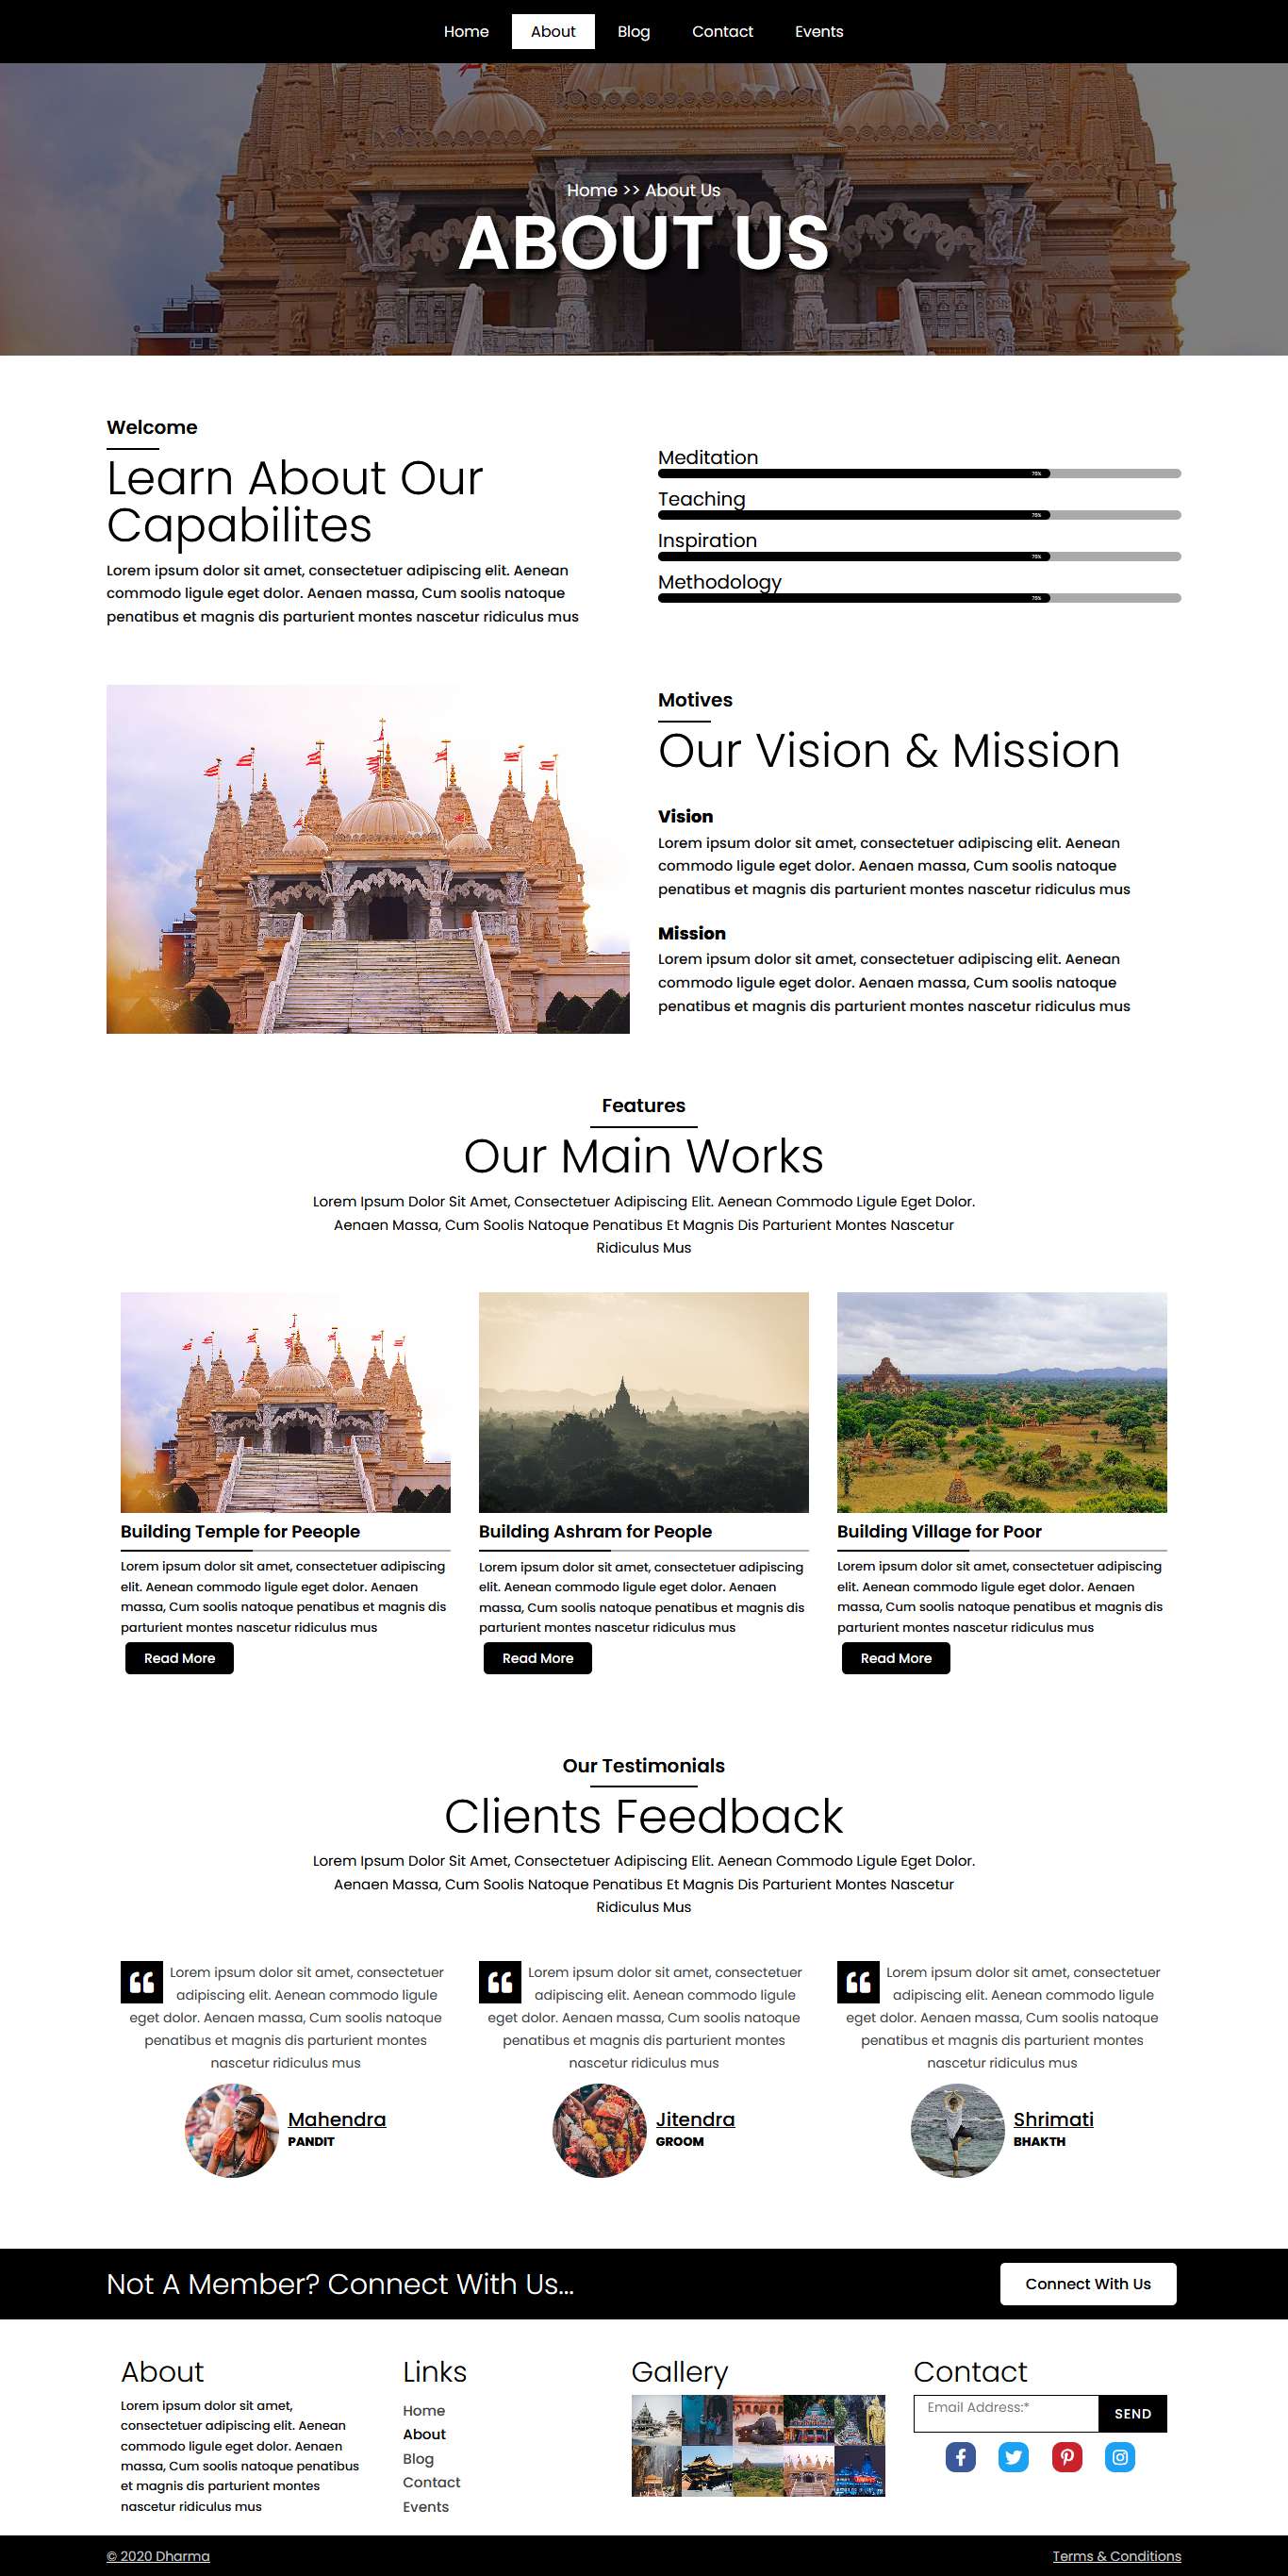 Home About Blog Contact Events
Home >> About Us
ABOUT US
Welcome
Learn About Our
Capabilites
Lorem ipsum dolor sit amet, consectetuer adipiscing elit. Aenean
commodo ligule eget dolor. Aenaen massa, Cum soolis natoque
penatibus et magnis dis parturient montes nascetur ridiculus mus
Meditation
75%
Teaching
75%
Inspiration
75%
Methodology
75%
Motives
Our Vision & Mission
Vision
Lorem ipsum dolor sit amet, consectetuer adipiscing elit. Aenean
commodo ligule eget dolor. Aenaen massa, Cum soolis natoque
penatibus et magnis dis parturient montes nascetur ridiculus mus
Mission
Lorem ipsum dolor sit amet, consectetuer adipiscing elit. Aenean
commodo ligule eget dolor. Aenaen massa, Cum soolis natoque
penatibus et magnis dis parturient montes nascetur ridiculus mus
Features
Our Main Works
Lorem Ipsum Dolor Sit Amet, Consectetuer Adipiscing Elit. Aenean Commodo Ligule Eget Dolor.
Aenaen Massa, Cum Soolis Natoque Penatibus Et Magnis Dis Parturient Montes Nascetur
Ridiculus Mus
Building Temple for Peeople
Lorem ipsum dolor sit amet, consectetuer adipiscing
elit. Aenean commodo ligule eget dolor. Aenaen
massa, Cum soolis natoque penatibus et magnis dis
parturient montes nascetur ridiculus mus
Read More
Building Ashram for People
Lorem ipsum dolor sit amet, consectetuer adipiscing
elit. Aenean commodo ligule eget dolor. Aenaen
massa, Cum soolis natoque penatibus et magnis dis
parturient montes nascetur ridiculus mus
Read More
Building Village for Poor
Lorem ipsum dolor sit amet, consectetuer adipiscing
elit. Aenean commodo ligule eget dolor. Aenaen
massa, Cum soolis natoque penatibus et magnis dis
parturient montes nascetur ridiculus mus
Read More
Our Testimonials
Clients Feedback
Lorem Ipsum Dolor Sit Amet, Consectetuer Adipiscing Elit. Aenean Commodo Ligule Eget Dolor.
Aenaen Massa, Cum Soolis Natoque Penatibus Et Magnis Dis Parturient Montes Nascetur
Ridiculus Mus
Lorem ipsum dolor sit amet, consectetuer
adipiscing elit. Aenean commodo ligule
eget dolor. Aenaen massa, Cum soolis natoque
penatibus et magnis dis parturient montes
nascetur ridiculus mus
Mahendra
PANDIT
Lorem ipsum dolor sit amet, consectetuer
adipiscing elit. Aenean commodo ligule
eget dolor. Aenaen massa, Cum soolis natoque
penatibus et magnis dis parturient montes
nascetur ridiculus mus
Jitendra
GROOM
Lorem ipsum dolor sit amet, consectetuer
adipiscing elit. Aenean commodo ligule
eget dolor. Aenaen massa, Cum soolis natoque
penatibus et magnis dis parturient montes
nascetur ridiculus mus
Shrimati
BHAKTH
Not A Member? Connect With Us...
Connect With Us
About
Lorem ipsum dolor sit amet,
consectetuer adipiscing elit. Aenean
commodo ligule eget dolor. Aenaen
massa, Cum soolis natoque penatibus
et magnis dis parturient montes
nascetur ridiculus mus
Links
Home
About
Blog
Contact
Events
Gallery
Contact
Email Address:*
SEND
© 2020 Dharma
Terms & Conditions